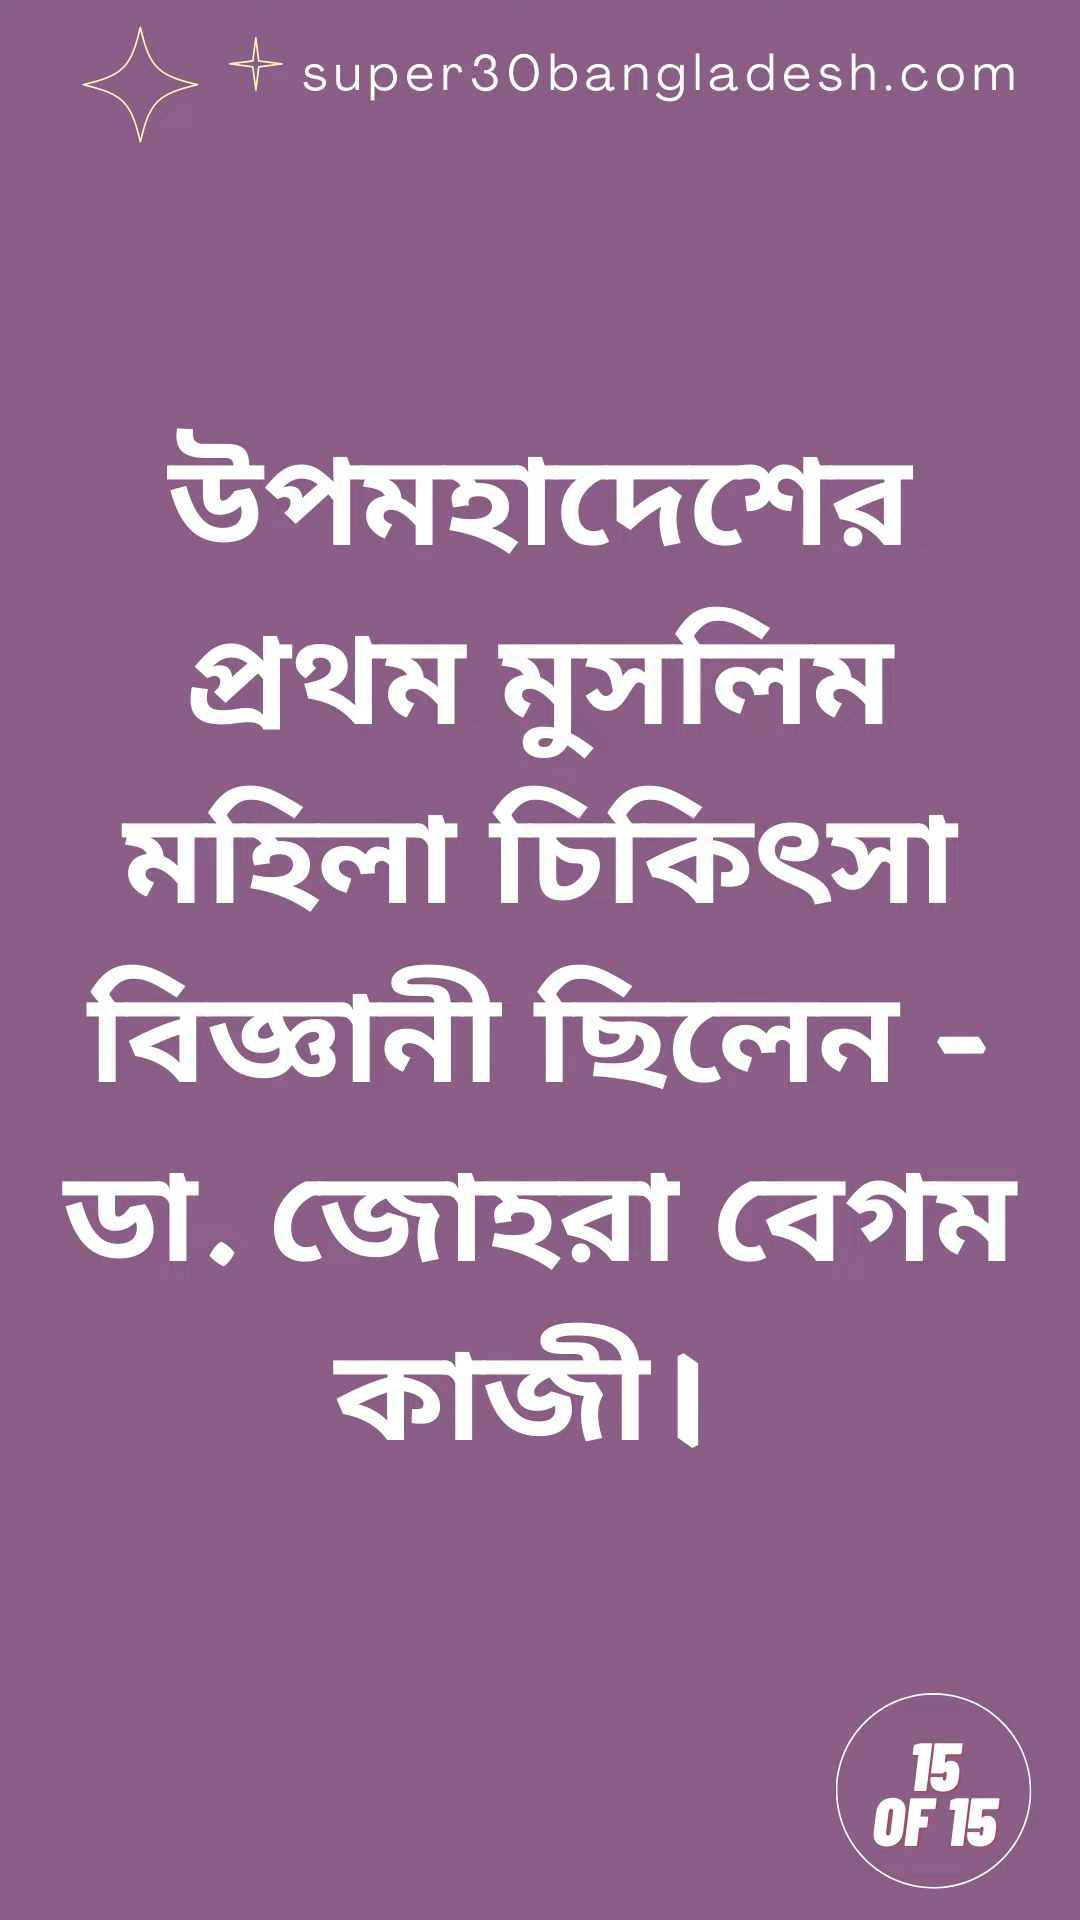 super30bangladesh.com
উপমহাদেশের
প্রথম মুসলিম
মহিলা চিকিৎসা
বিজ্ঞানী ছিলেন -
ডা. জোহরা বেগম
কাজী।
15
OF 15